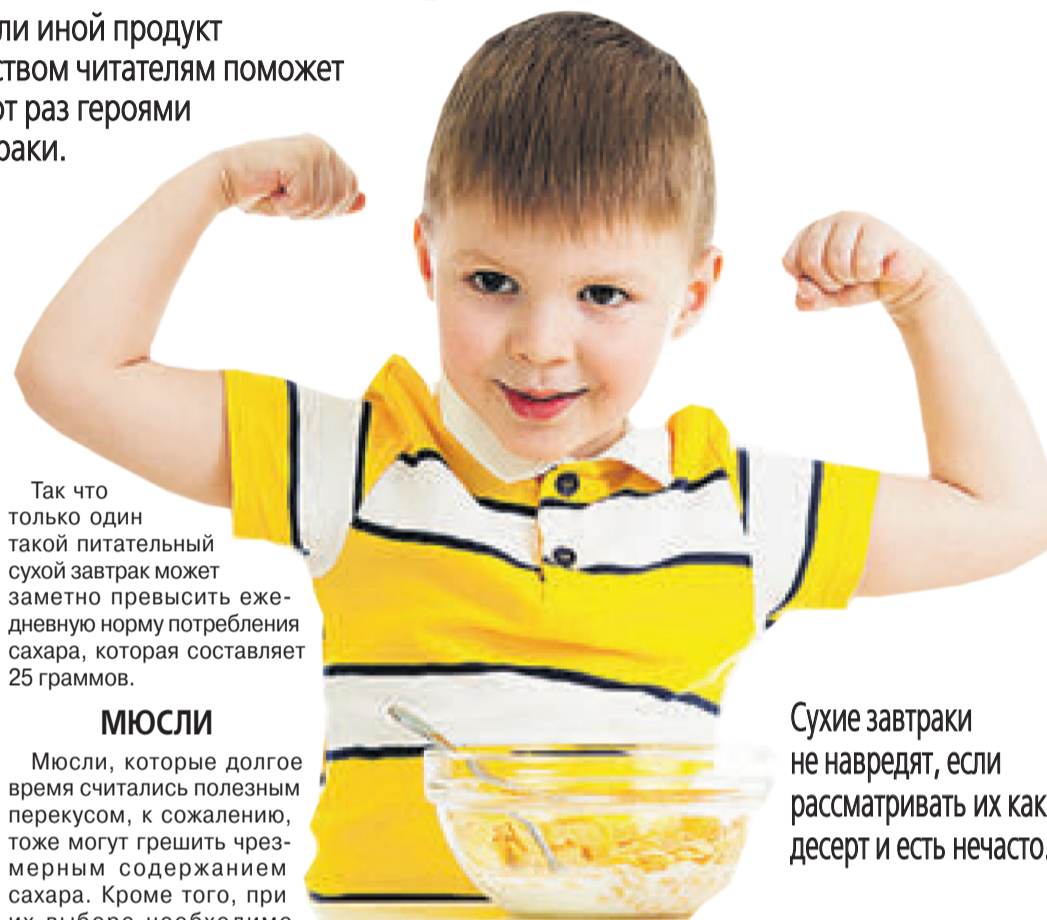 ли иной продукт
ством читателям поможет
от раз героями
раки.
Так что
только один
такой питательный
сухой завтрак может
заметно превысить еже-
дневную норму потребления
сахара, которая составляет
25 граммов.
МЮСЛИ
Мюсли, которые долгое
время считались полезным
перекусом, к сожалению,
тоже могут грешить чрез-
мерным содержанием
сахара. Кроме того, при
их выборе необходимо
Сухие завтраки
не навредят, если
рассматривать их как
десерт и есть нечасто.